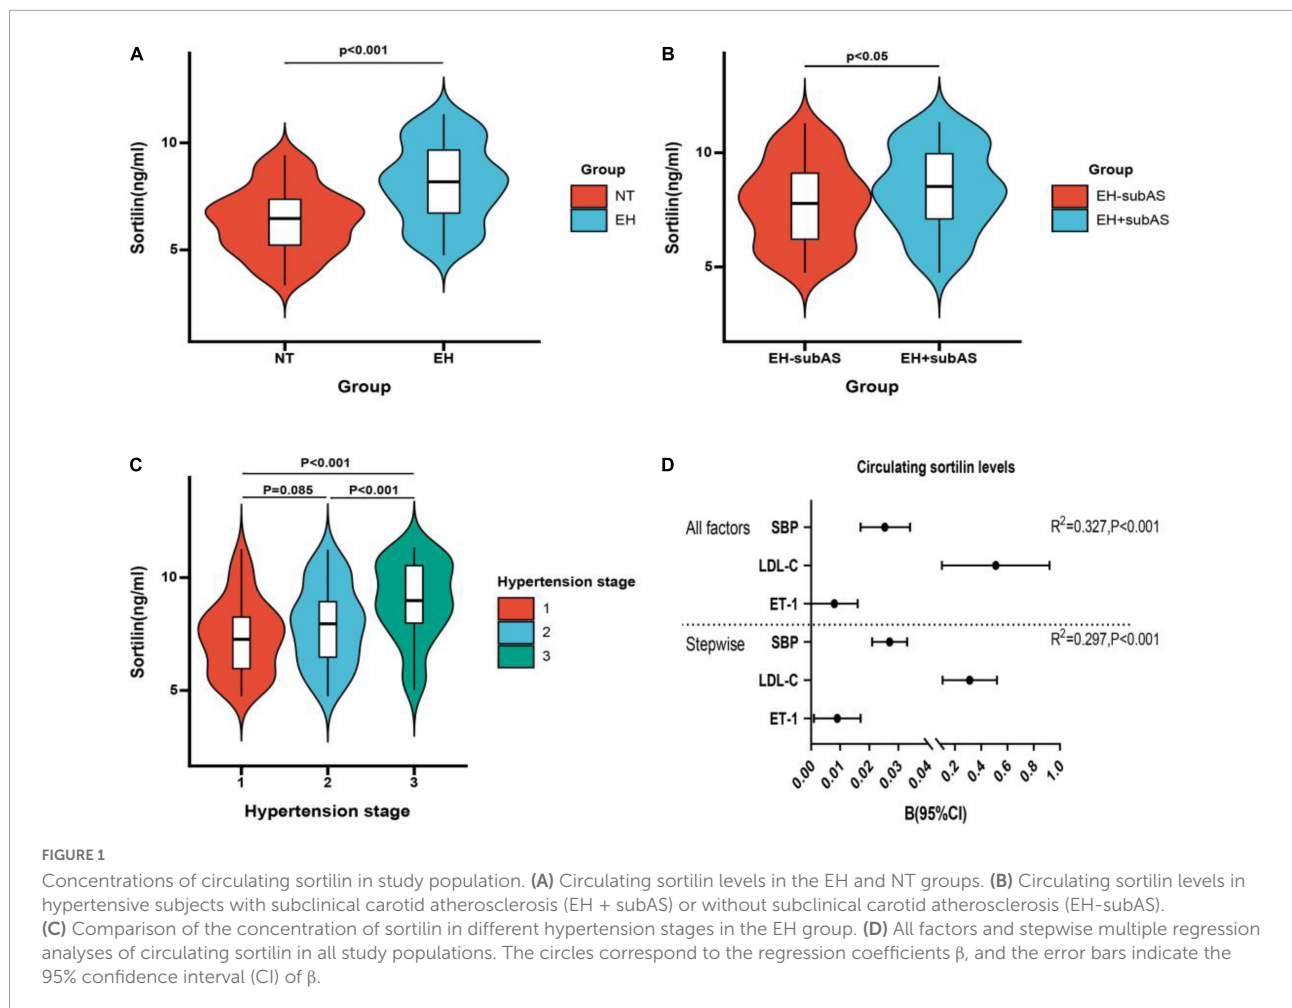 A
p<0.001
Sortilin(ng/ml)
10
5
NT
EH
Group
Group
NT
EH
B
p<0.05
Sortilin(ng/ml)
10
5
EH-subAS
EH+subAS
Group
Group
EH-subAS
EH+subAS
C
P<0.001
P=0.085
P<0.001
Sortilin(ng/ml)
10
5
1
2
3
Hypertension stage
Hypertension stage
1
2
3
D
Circulating sortilin levels
All factors
SBP
R²=0.327,P<0.001
LDL-C
ET-1
Stepwise
SBP
R²=0.297,P<0.001
LDL-C
ET-1
0.00 0.01 0.02 0.03 0.04 0.2 0.4 0.6 0.8 1.0
B(95%CI)
FIGURE 1
Concentrations of circulating sortilin in study population. (A) Circulating sortilin levels in the EH and NT groups. (B) Circulating sortilin levels in
hypertensive subjects with subclinical carotid atherosclerosis (EH + subAS) or without subclinical carotid atherosclerosis (EH-subAS).
(C) Comparison of the concentration of sortilin in different hypertension stages in the EH group. (D) All factors and stepwise multiple regression
analyses of circulating sortilin in all study populations. The circles correspond to the regression coefficients β, and the error bars indicate the
95% confidence interval (CI) of β.